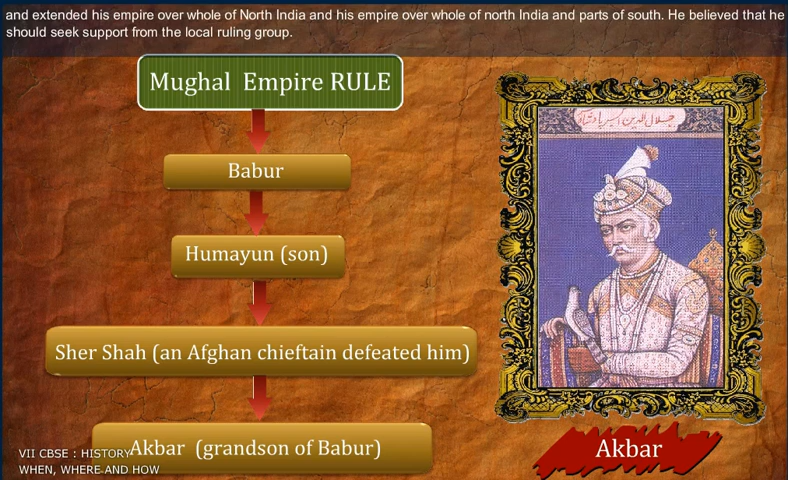 and extended his empire over whole of North India and his empire over whole of north India and parts of south. He believed that he
should seek support from the local ruling group.
Mughal Empire RULE
Babur
Humayun (son)
Sher Shah (an Afghan chieftain defeated him)
Akbar (grandson of Babur)
VII CBSE : HISTORY
WHEN, WHERE AND HOW
Akbar